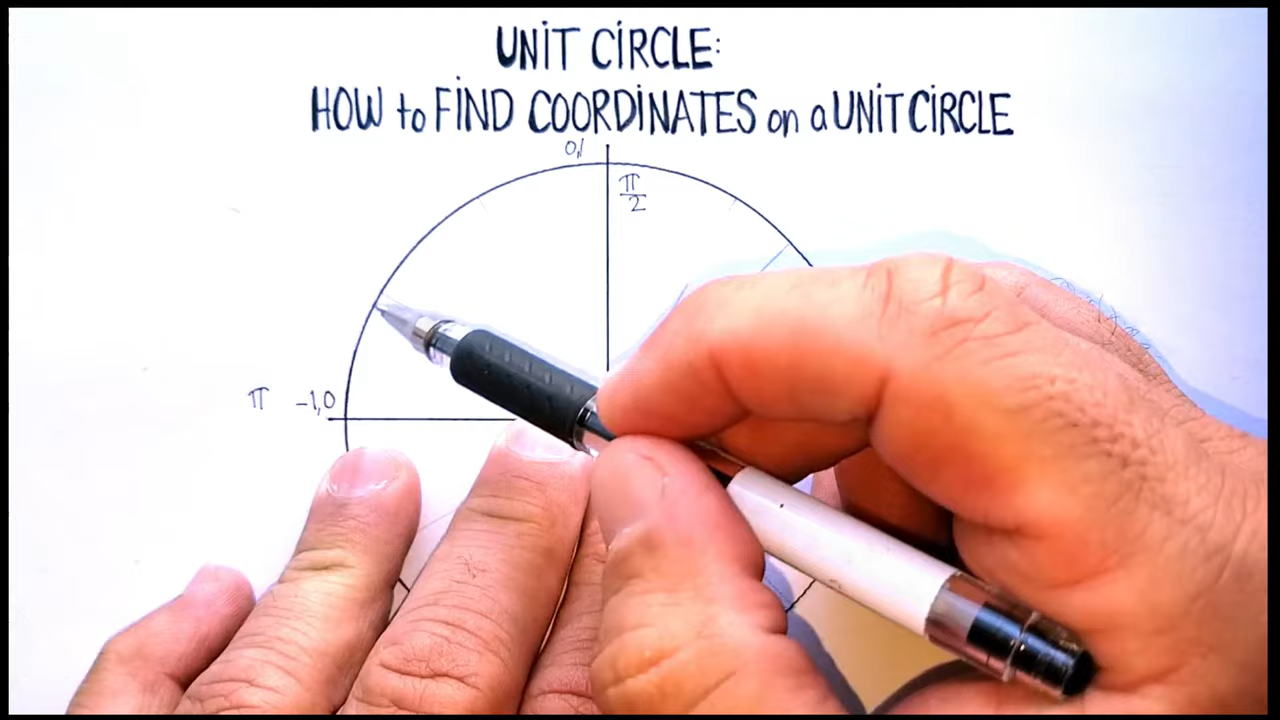 UNIT CIRCLE:
HOW to FIND COORDINATES on a UNIT CIRCLE
0,1
π
2
π -1,0